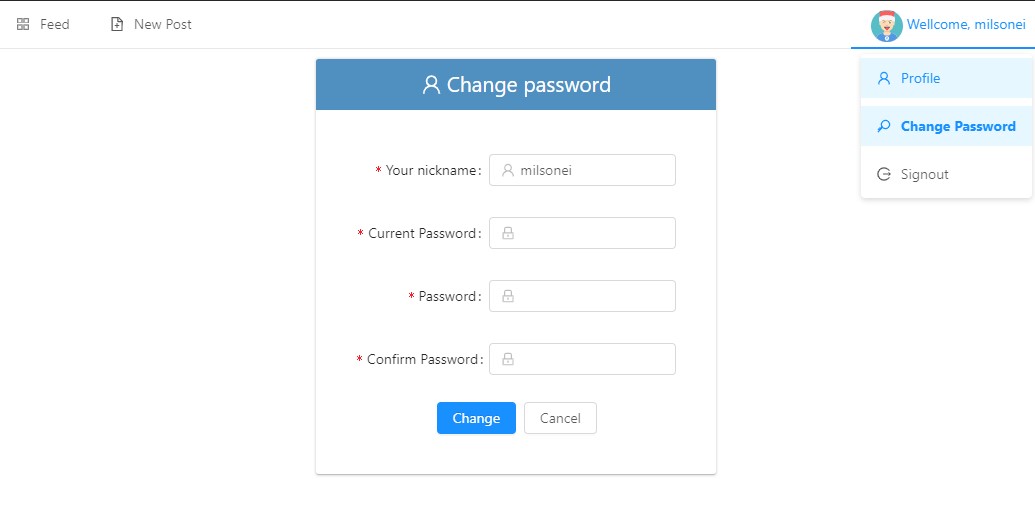 Feed New Post Wellcome, milsonei
Profile
Change Password
Signout
Change password
* Your nickname: milsonei
* Current Password:
* Password:
* Confirm Password:
Change Cancel